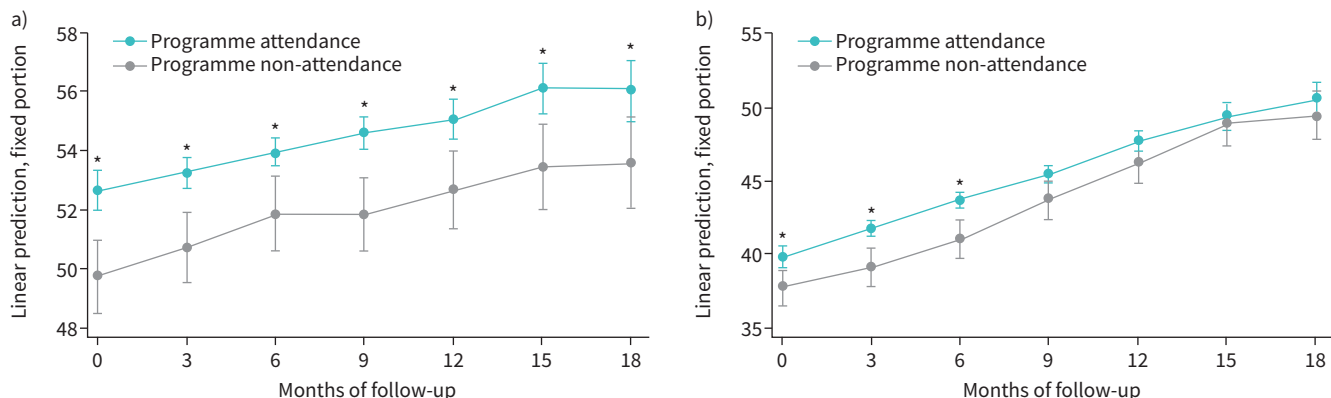 a)
58
56
54
52
50
48
Linear prediction, fixed portion
Programme attendance
Programme non-attendance
*
*
*
*
*
*
*
0 3 6 9 12 15 18
Months of follow-up
b)
55
50
45
40
35
Linear prediction, fixed portion
Programme attendance
Programme non-attendance
*
*
*
0 3 6 9 12 15 18
Months of follow-up